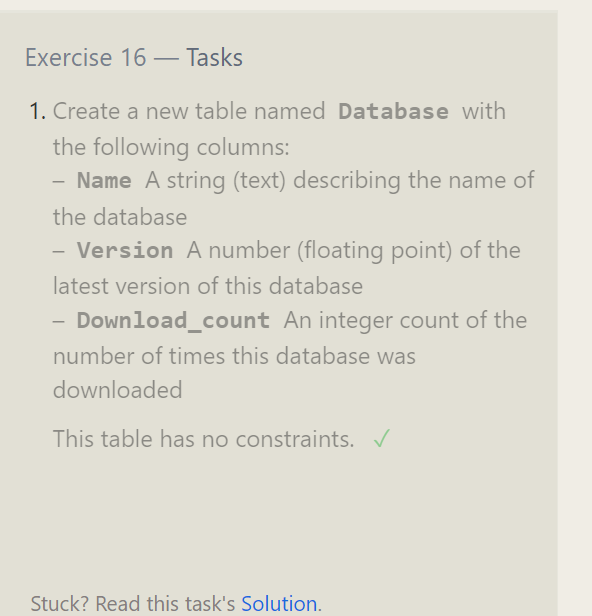 Exercise 16 — Tasks
1. Create a new table named Database with
the following columns:
– Name A string (text) describing the name of
the database
– Version A number (floating point) of the
latest version of this database
– Download_count An integer count of the
number of times this database was
downloaded
This table has no constraints. ✓
Stuck? Read this task's Solution.